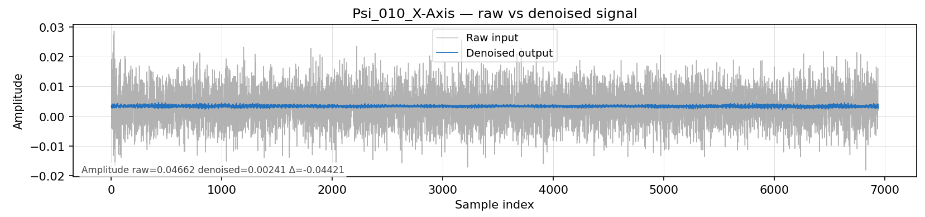 Psi_010_X-Axis — raw vs denoised signal
Raw input
Denoised output
Amplitude
0.03
0.02
0.01
0.00
−0.01
−0.02
Amplitude raw=0.04662 denoised=0.00241 Δ=-0.04421
0 1000 2000 3000 4000 5000 6000 7000
Sample index